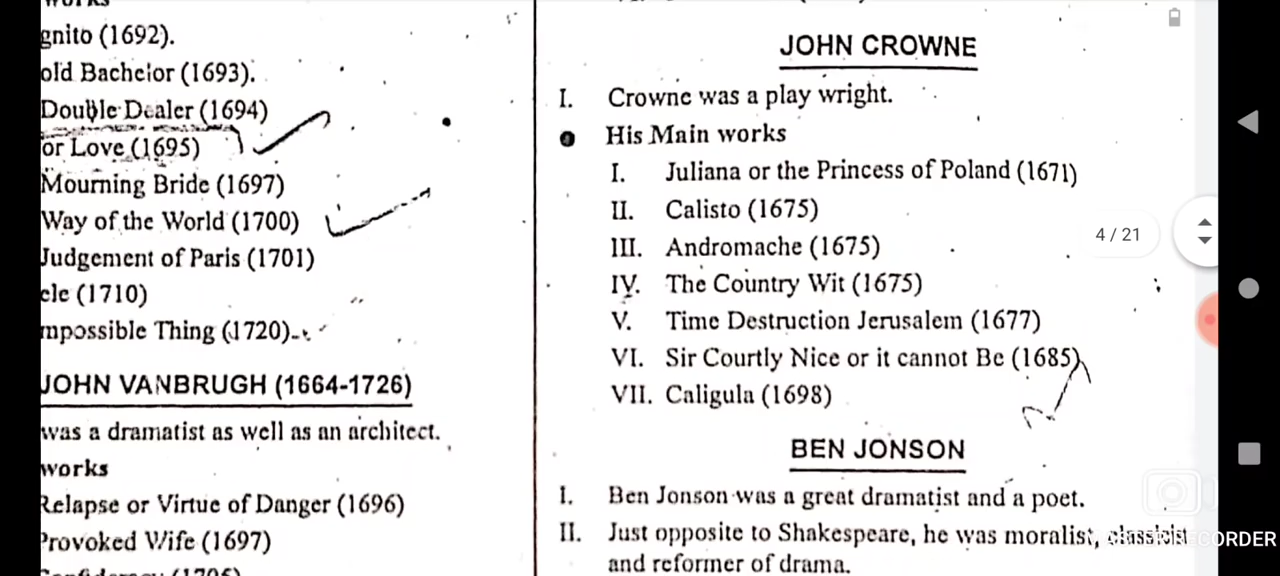 works
gnito (1692).
old Bachelor (1693).
Double Dealer (1694)
or Love (1695)
Mourning Bride (1697)
Way of the World (1700)
Judgement of Paris (1701)
cle (1710)
mpossible Thing (1720)
JOHN VANBRUGH (1664-1726)
was a dramatist as well as an architect.
works
Relapse or Virtue of Danger (1696)
Provoked Wife (1697)
JOHN CROWNE
I. Crowne was a play wright.
His Main works
I. Juliana or the Princess of Poland (1671)
II. Calisto (1675)
III. Andromache (1675)
IV. The Country Wit (1675)
V. Time Destruction Jerusalem (1677)
VI. Sir Courtly Nice or it cannot Be (1685)
VII. Caligula (1698)
BEN JONSON
I. Ben Jonson was a great dramatist and a poet.
II. Just opposite to Shakespeare, he was moralist,
and reformer of drama.
4 / 21
RECORDER